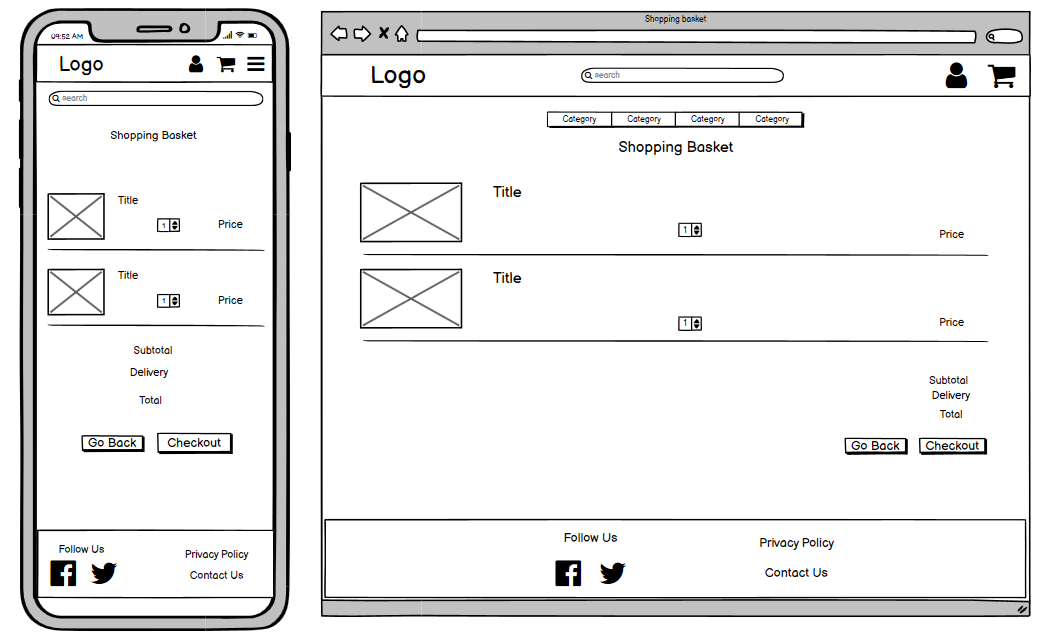 09:52 AM
Logo
search
Shopping Basket
Title
1
Price
Title
1
Price
Subtotal
Delivery
Total
Go Back
Checkout
Follow Us
Privacy Policy
Contact Us
Shopping basket
Logo
search
Category Category Category Category
Shopping Basket
Title
1
Price
Title
1
Price
Subtotal
Delivery
Total
Go Back
Checkout
Follow Us
Privacy Policy
Contact Us